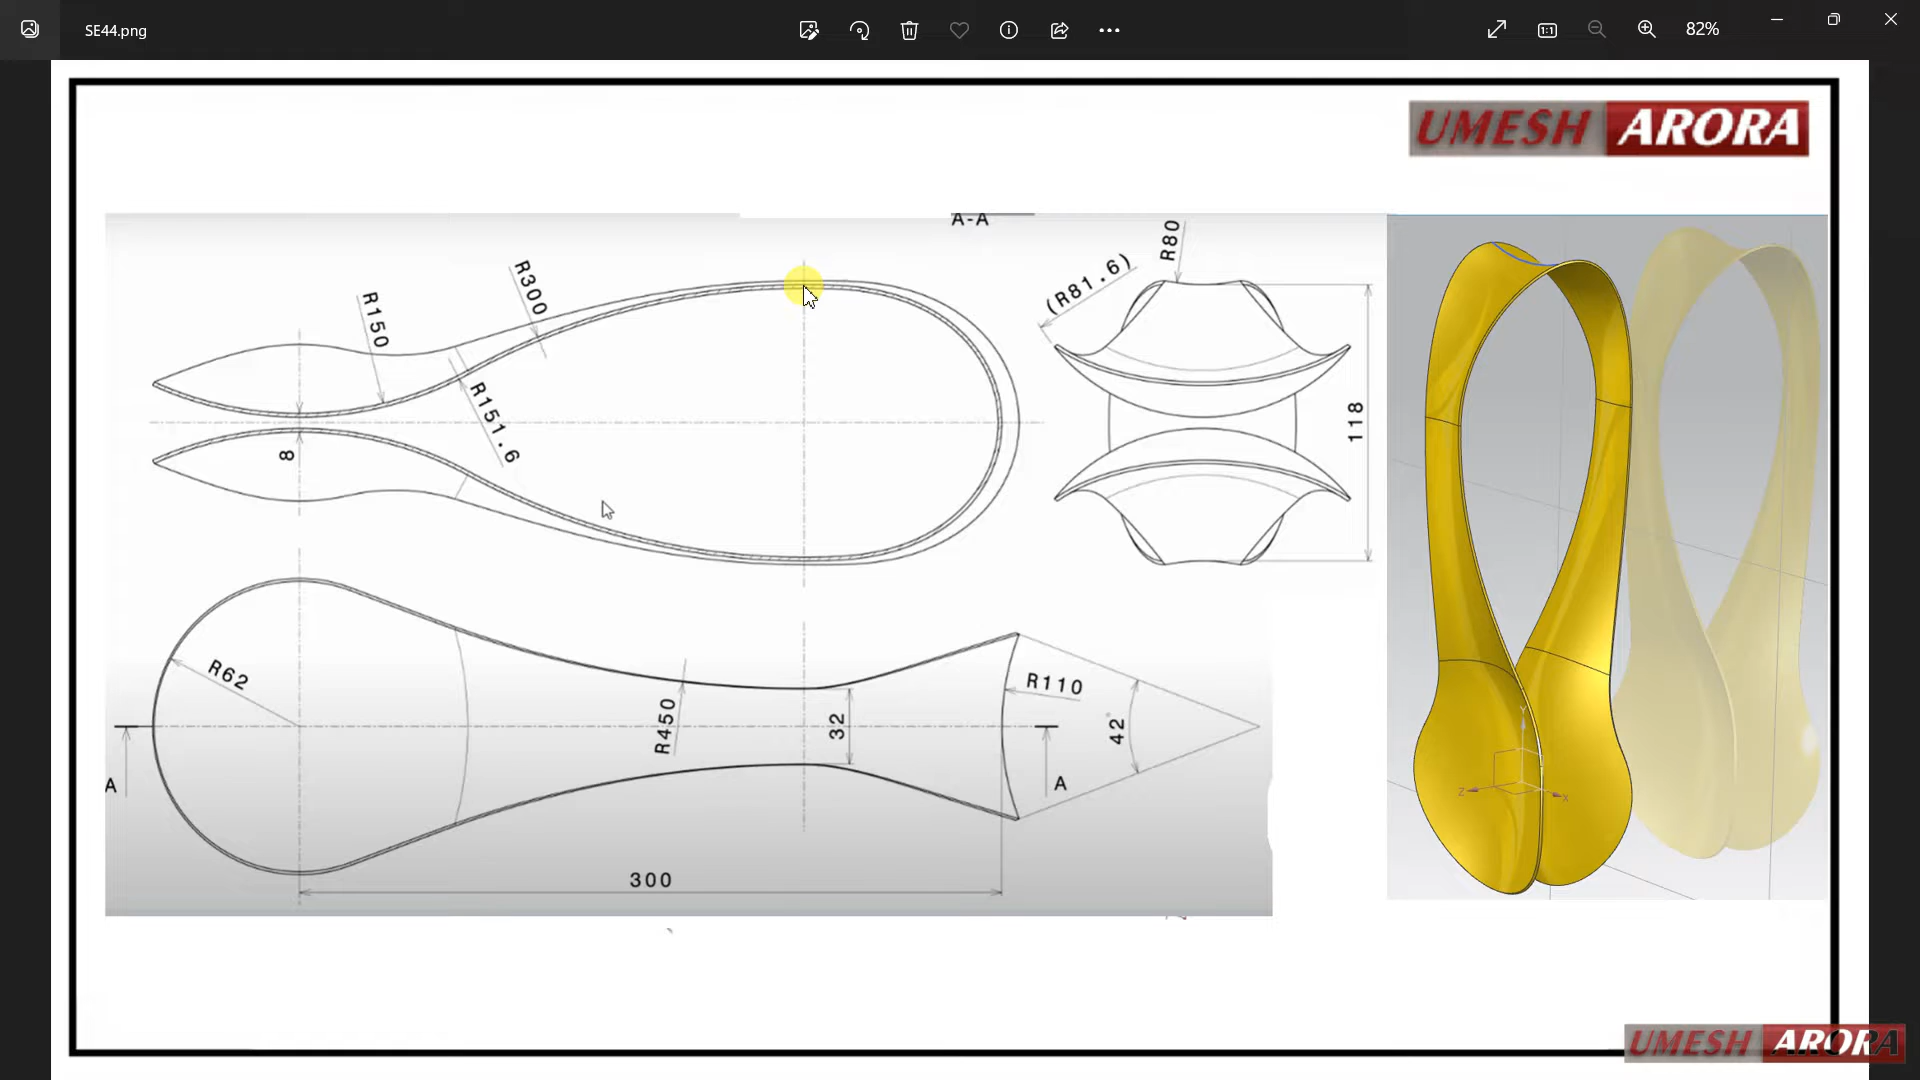 SE44.png
82%
UMESH ARORA
A-A
R80
(R81.6)
R300
R150
R151.6
118
8
R62
R110
R450
32
42°
A
A
300
Y
Z
X
UMESH ARORA